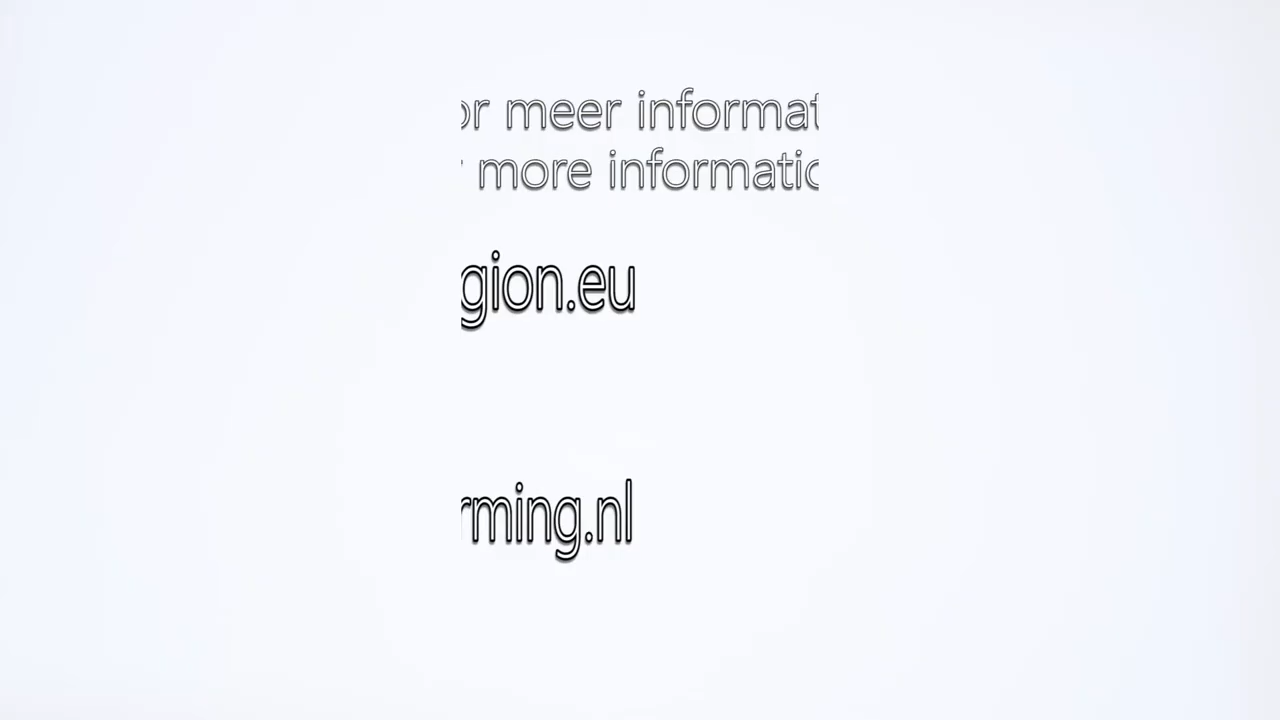 or meer informat
more informatio
gion.eu
rming.nl